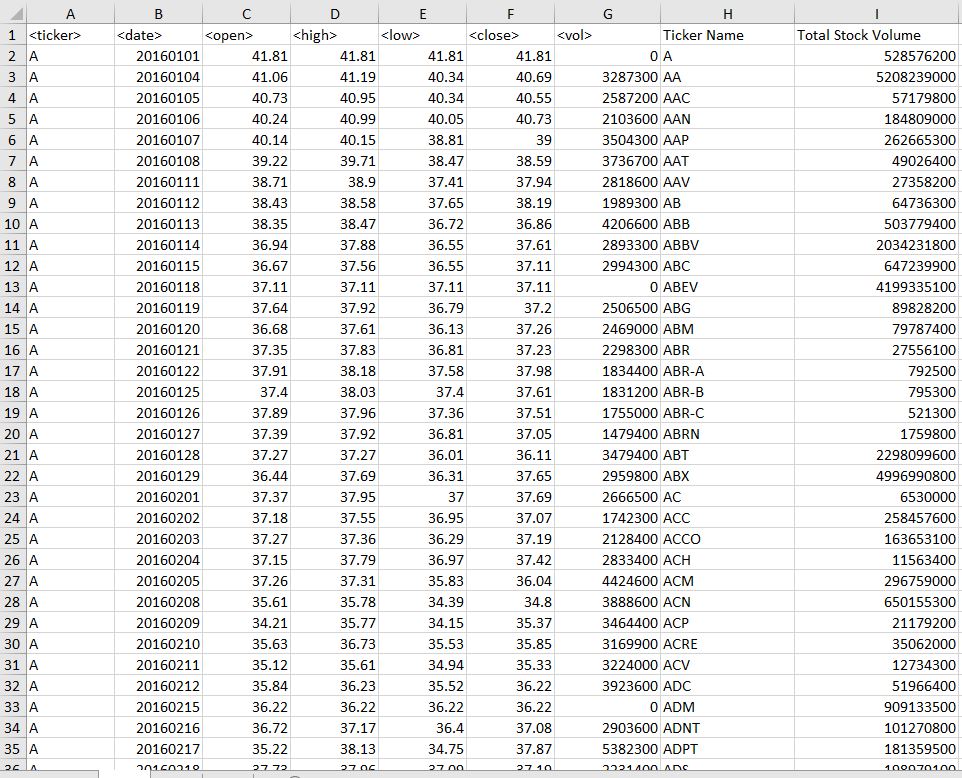 A B C D E F G H I
1 <ticker> <date> <open> <high> <low> <close> <vol> Ticker Name Total Stock Volume
2 A 20160101 41.81 41.81 41.81 41.81 0 A 528576200
3 A 20160104 41.06 41.19 40.34 40.69 3287300 AA 5208239000
4 A 20160105 40.73 40.95 40.34 40.55 2587200 AAC 57179800
5 A 20160106 40.24 40.99 40.05 40.73 2103600 AAN 184809000
6 A 20160107 40.14 40.15 38.81 39 3504300 AAP 262665300
7 A 20160108 39.22 39.71 38.47 38.59 3736700 AAT 49026400
8 A 20160111 38.71 38.9 37.41 37.94 2818600 AAV 27358200
9 A 20160112 38.43 38.58 37.65 38.19 1989300 AB 64736300
10 A 20160113 38.35 38.47 36.72 36.86 4206600 ABB 503779400
11 A 20160114 36.94 37.88 36.55 37.61 2893300 ABBV 2034231800
12 A 20160115 36.67 37.56 36.55 37.11 2994300 ABC 647239900
13 A 20160118 37.11 37.11 37.11 37.11 0 ABEV 4199335100
14 A 20160119 37.64 37.92 36.79 37.2 2506500 ABG 89828200
15 A 20160120 36.68 37.61 36.13 37.26 2469000 ABM 79787400
16 A 20160121 37.35 37.83 36.81 37.23 2298300 ABR 27556100
17 A 20160122 37.91 38.18 37.58 37.98 1834400 ABR-A 792500
18 A 20160125 37.4 38.03 37.4 37.61 1831200 ABR-B 795300
19 A 20160126 37.89 37.96 37.36 37.51 1755000 ABR-C 521300
20 A 20160127 37.39 37.92 36.81 37.05 1479400 ABRN 1759800
21 A 20160128 37.27 37.27 36.01 36.11 3479400 ABT 2298099600
22 A 20160129 36.44 37.69 36.31 37.65 2959800 ABX 4996990800
23 A 20160201 37.37 37.95 37 37.69 2666500 AC 6530000
24 A 20160202 37.18 37.55 36.95 37.07 1742300 ACC 258457600
25 A 20160203 37.27 37.36 36.29 37.19 2128400 ACCO 163653100
26 A 20160204 37.15 37.79 36.97 37.42 2833400 ACH 11563400
27 A 20160205 37.26 37.31 35.83 36.04 4424600 ACM 296759000
28 A 20160208 35.61 35.78 34.39 34.8 3888600 ACN 650155300
29 A 20160209 34.21 35.77 34.15 35.37 3464400 ACP 21179200
30 A 20160210 35.63 36.73 35.53 35.85 3169900 ACRE 35062000
31 A 20160211 35.12 35.61 34.94 35.33 3224000 ACV 12734300
32 A 20160212 35.84 36.23 35.52 36.22 3923600 ADC 51966400
33 A 20160215 36.22 36.22 36.22 36.22 0 ADM 909133500
34 A 20160216 36.72 37.17 36.4 37.08 2903600 ADNT 101270800
35 A 20160217 35.22 38.13 34.75 37.87 5382300 ADPT 181359500
36 A 20160218 37.73 37.96 37.09 37.19 2231400 ADS 198979100